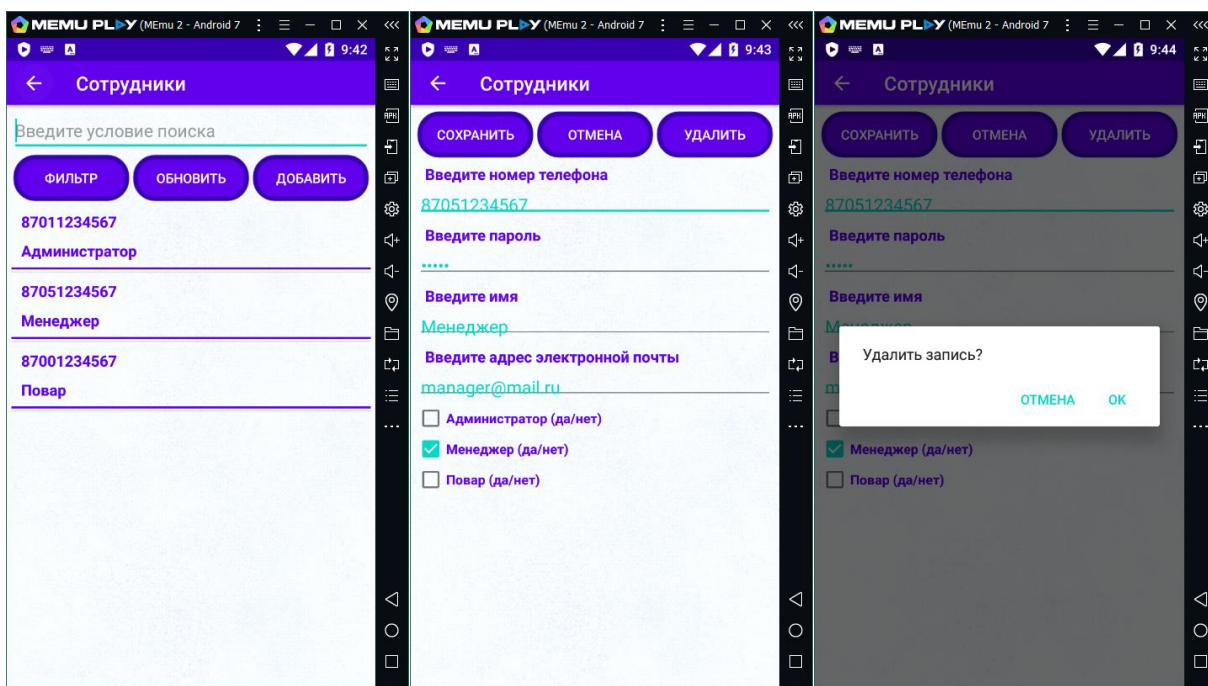 MEMU PLAY (MEmu 2 - Android 7
9:42
Сотрудники
Введите условие поиска
ФИЛЬТР
ОБНОВИТЬ
ДОБАВИТЬ
87011234567
Администратор
87051234567
Менеджер
87001234567
Повар
APK
MEMU PLAY (MEmu 2 - Android 7
9:43
Сотрудники
СОХРАНИТЬ
ОТМЕНА
УДАЛИТЬ
Введите номер телефона
87051234567
Введите пароль
•••••
Введите имя
Менеджер
Введите адрес электронной почты
manager@mail.ru
Администратор (да/нет)
Менеджер (да/нет)
Повар (да/нет)
APK
MEMU PLAY (MEmu 2 - Android 7
9:44
Сотрудники
СОХРАНИТЬ
ОТМЕНА
УДАЛИТЬ
Введите номер телефона
87051234567
Введите пароль
•••••
Введите имя
Удалить запись?
ОТМЕНА
OK
Менеджер (да/нет)
Повар (да/нет)
APK